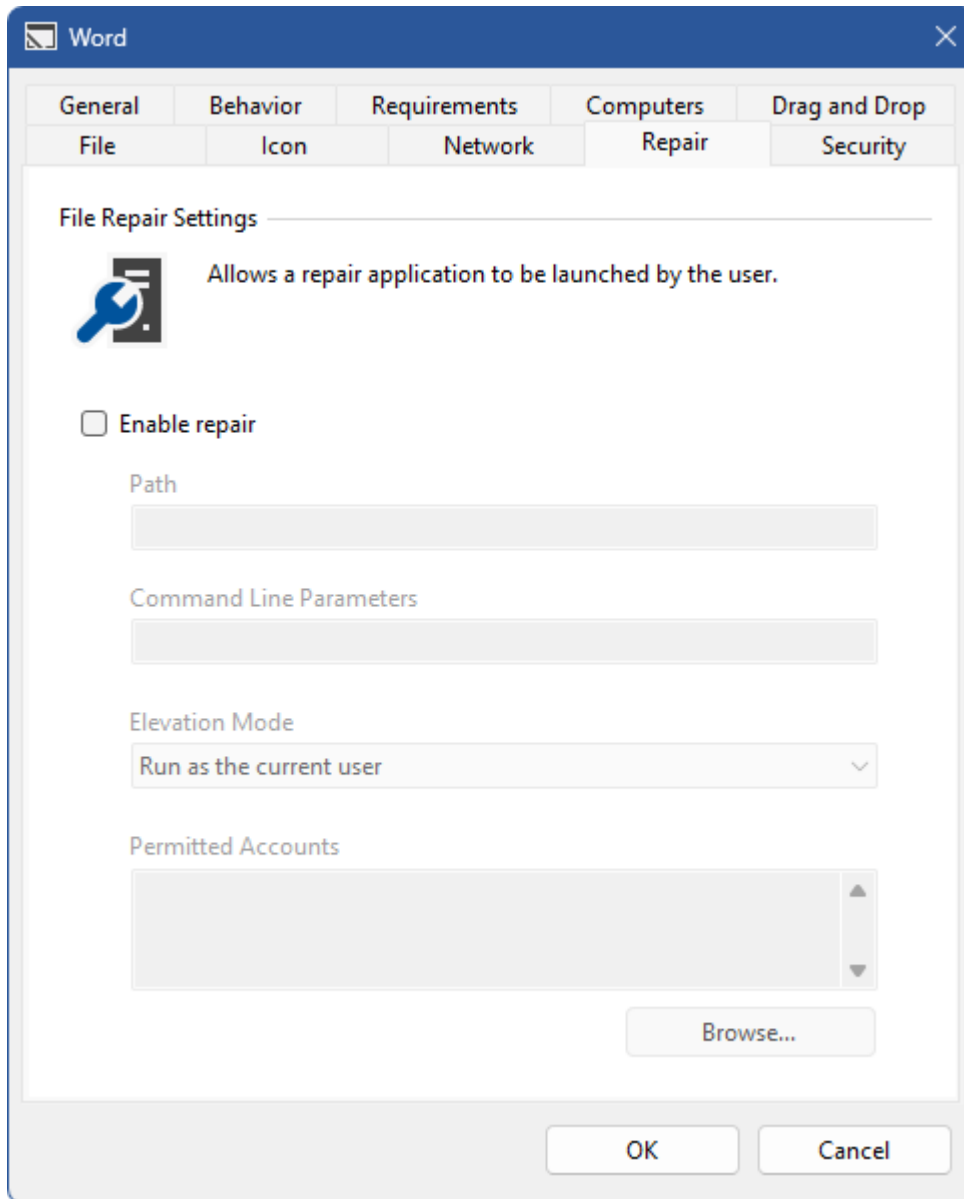 Word
General Behavior Requirements Computers Drag and Drop
File Icon Network Repair Security
File Repair Settings
Allows a repair application to be launched by the user.
Enable repair
Path
Command Line Parameters
Elevation Mode
Run as the current user
Permitted Accounts
Browse...
OK Cancel